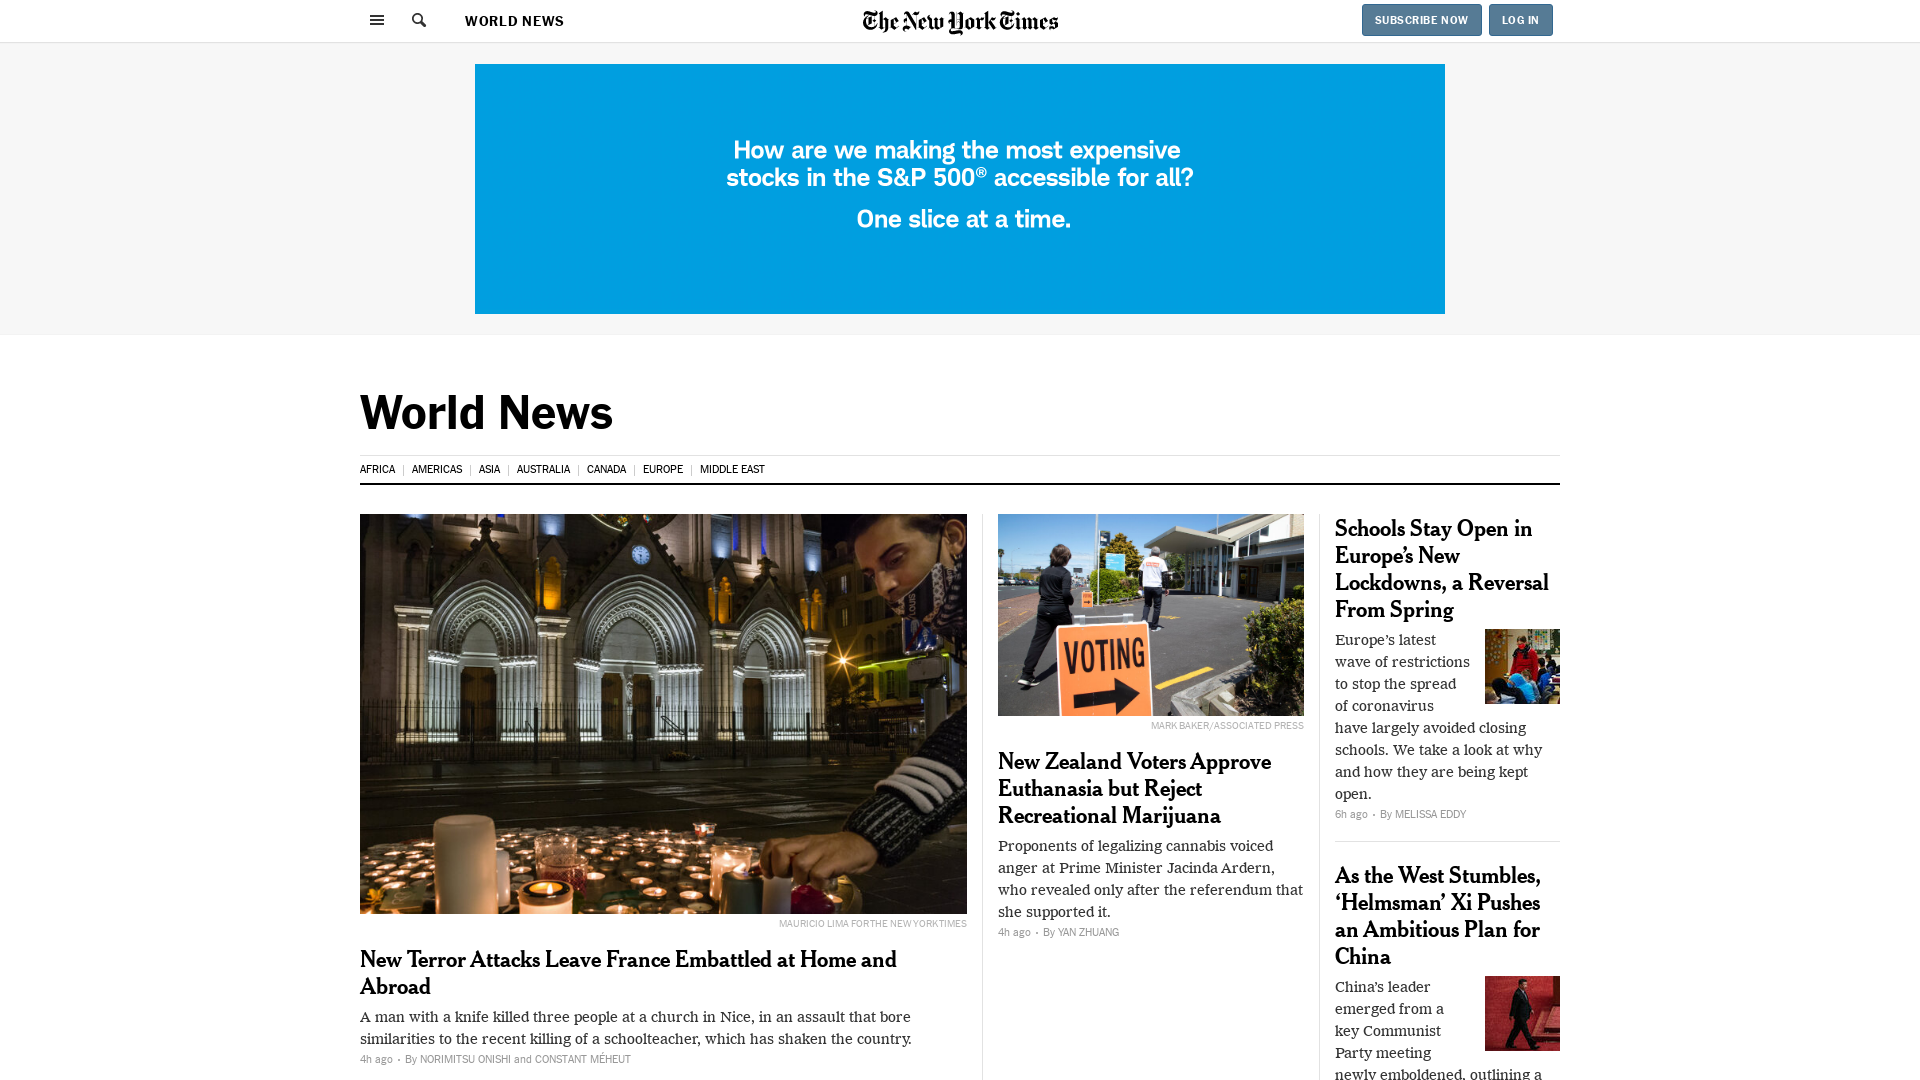 WORLD NEWS
The New York Times
SUBSCRIBE NOW
LOG IN
How are we making the most expensive
stocks in the S&P 500® accessible for all?
One slice at a time.
World News
AFRICA
AMERICAS
ASIA
AUSTRALIA
CANADA
EUROPE
MIDDLE EAST
MAURICIO LIMA FOR THE NEW YORK TIMES
New Terror Attacks Leave France Embattled at Home and
Abroad
A man with a knife killed three people at a church in Nice, in an assault that bore
similarities to the recent killing of a schoolteacher, which has shaken the country.
4h ago • By NORIMITSU ONISHI and CONSTANT MÉHEUT
VOTING
MARK BAKER/ASSOCIATED PRESS
New Zealand Voters Approve
Euthanasia but Reject
Recreational Marijuana
Proponents of legalizing cannabis voiced
anger at Prime Minister Jacinda Ardern,
who revealed only after the referendum that
she supported it.
4h ago • By YAN ZHUANG
Schools Stay Open in
Europe’s New
Lockdowns, a Reversal
From Spring
Europe’s latest
wave of restrictions
to stop the spread
of coronavirus
have largely avoided closing
schools. We take a look at why
and how they are being kept
open.
6h ago • By MELISSA EDDY
As the West Stumbles,
‘Helmsman’ Xi Pushes
an Ambitious Plan for
China
China’s leader
emerged from a
key Communist
Party meeting
newly emboldened, outlining a